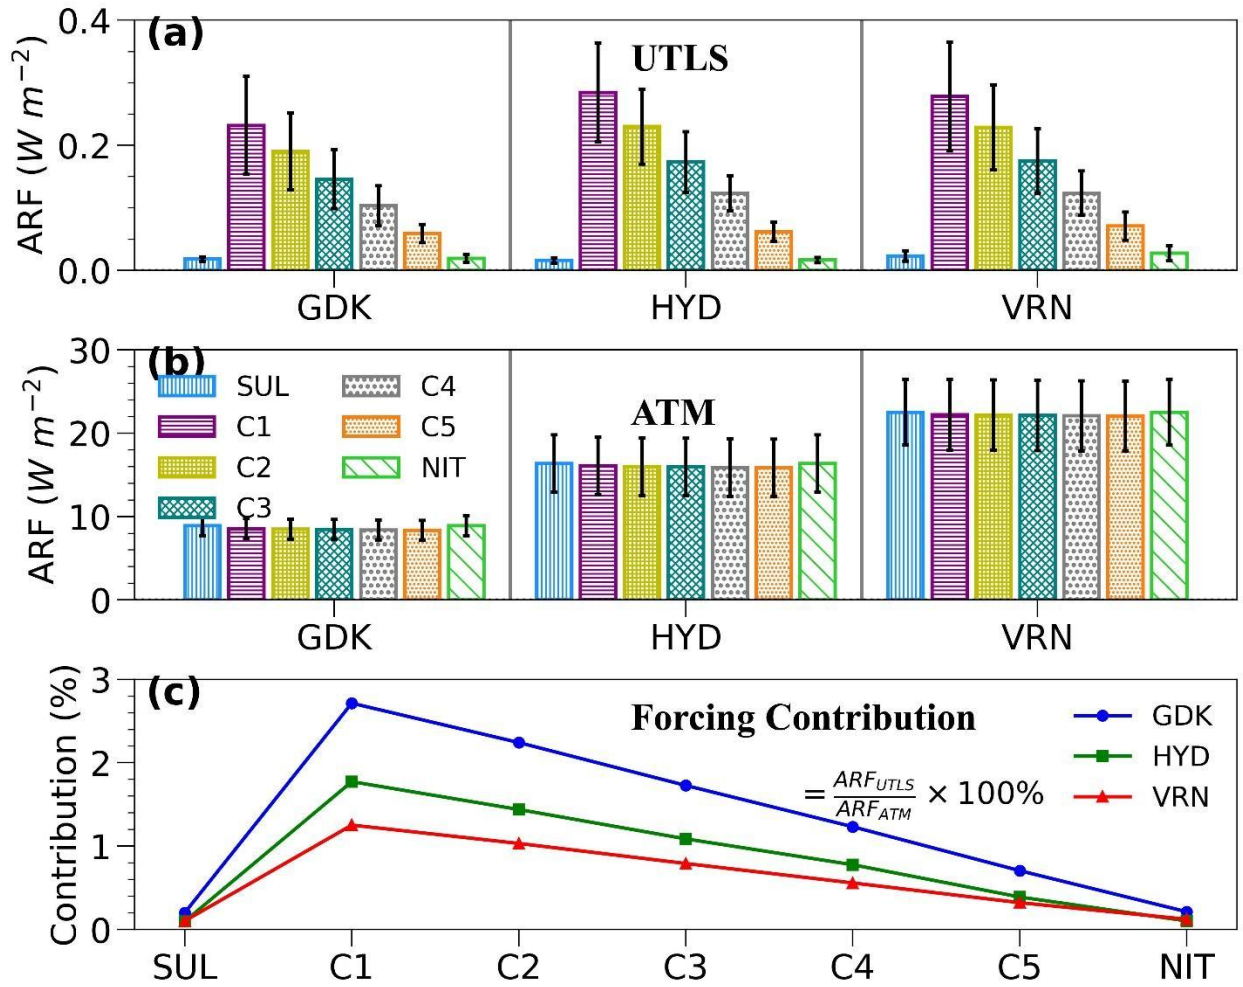 (a)
UTLS
ARF (W m−2)
0.4
0.2
0.0
GDK HYD VRN
(b)
ATM
ARF (W m−2)
30
20
10
0
SUL
C1
C2
C3
C4
C5
NIT
GDK HYD VRN
(c)
Forcing Contribution
= ARF_UTLS / ARF_ATM × 100%
GDK
HYD
VRN
Contribution (%)
3
2
1
0
SUL C1 C2 C3 C4 C5 NIT